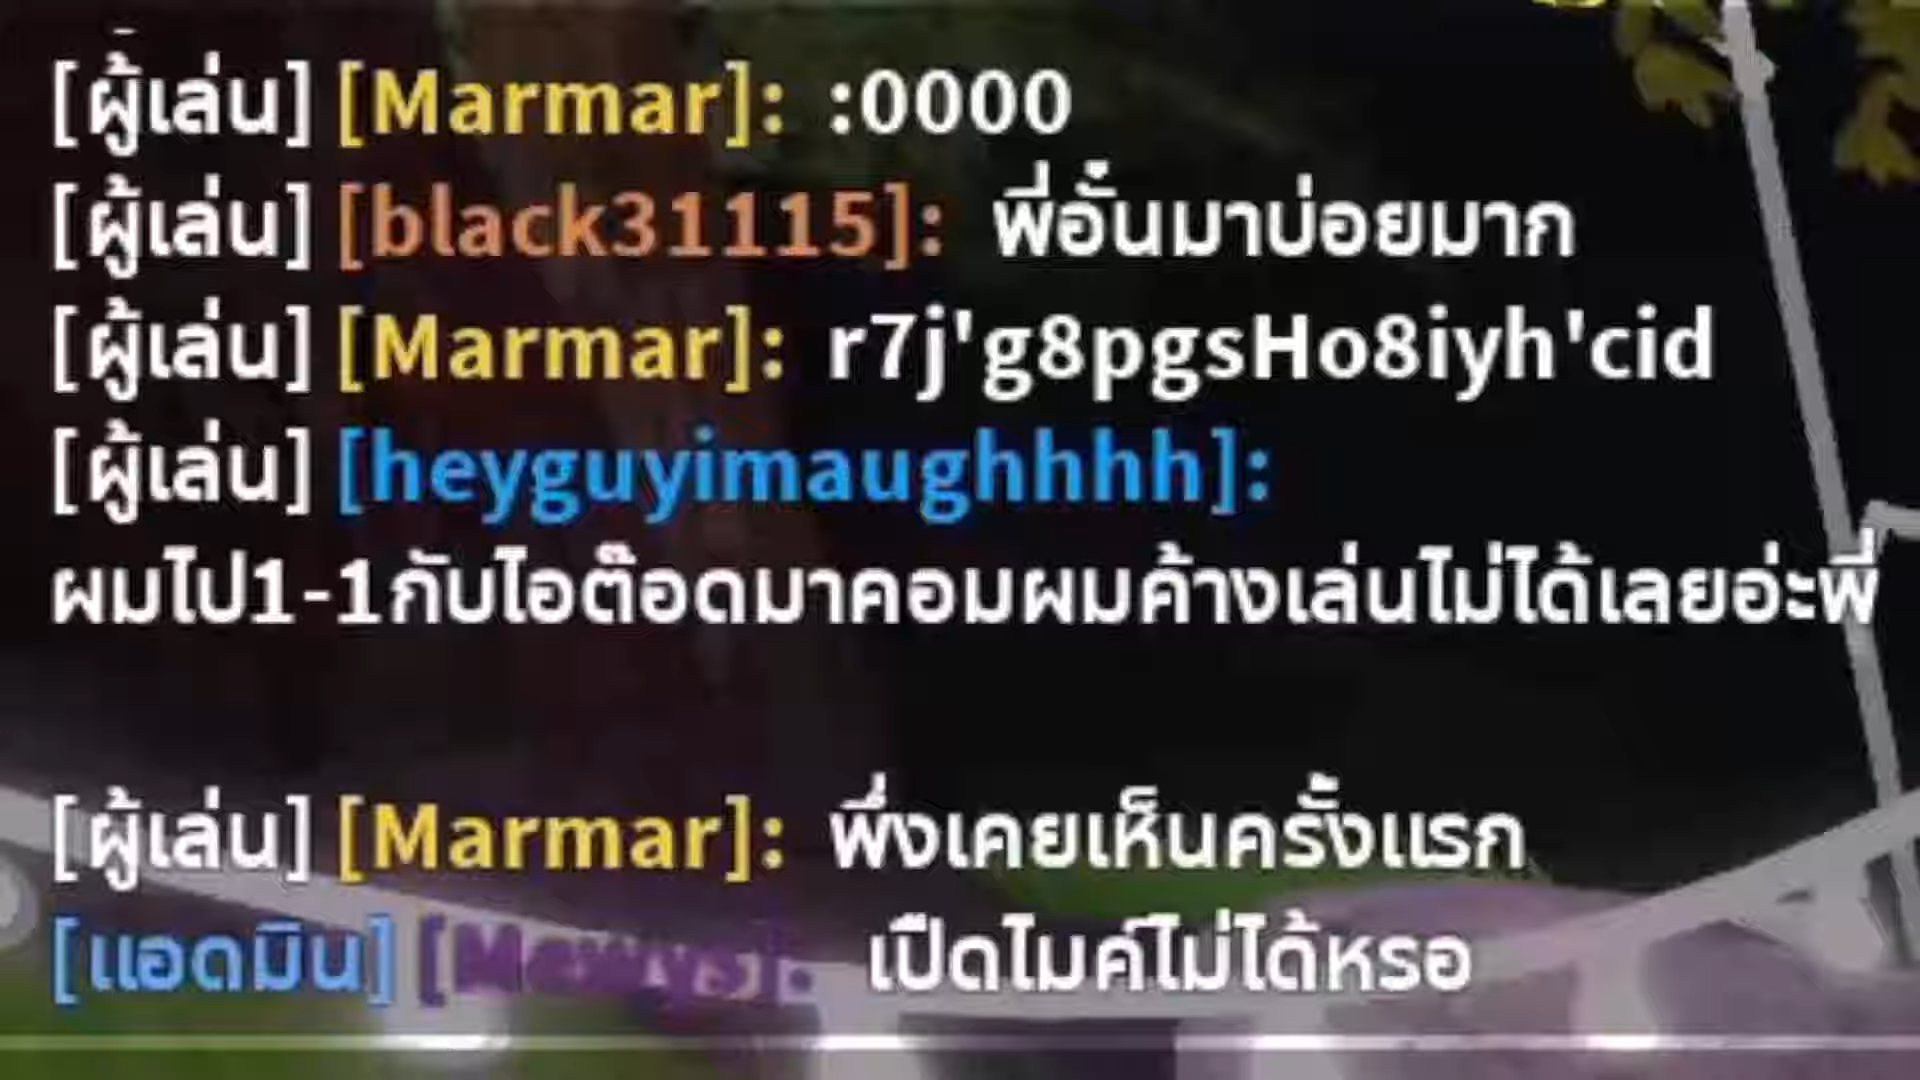 [ผู้เล่น] [Marmar]: :0000
[ผู้เล่น] [black31115]: พี่อั๋นมาบ่อยมาก
[ผู้เล่น] [Marmar]: r7j'g8pgsHo8iyh'cid
[ผู้เล่น] [heyguyimaughhhh]:
ผมไป1-1กับไอต๊อดมาคอมผมค้างเล่นไม่ได้เลยอ่ะพี่
[ผู้เล่น] [Marmar]: พึ่งเคยเห็นครั้งแรก
[แอดมิน] เปิดไมค์ไม่ได้หรอ